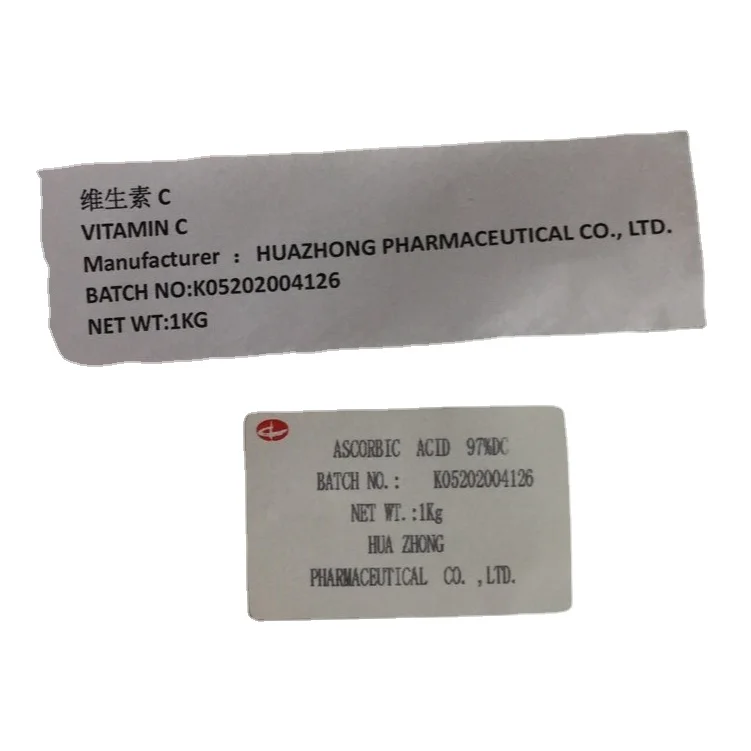 维生素 C
VITAMIN C
Manufacturer : HUAZHONG PHARMACEUTICAL CO., LTD.
BATCH NO:K05202004126
NET WT:1KG
ASCORBIC ACID 97%DC
BATCH NO.: K05202004126
NET WT.:1Kg
HUA ZHONG
PHARMACEUTICAL CO. ,LTD.